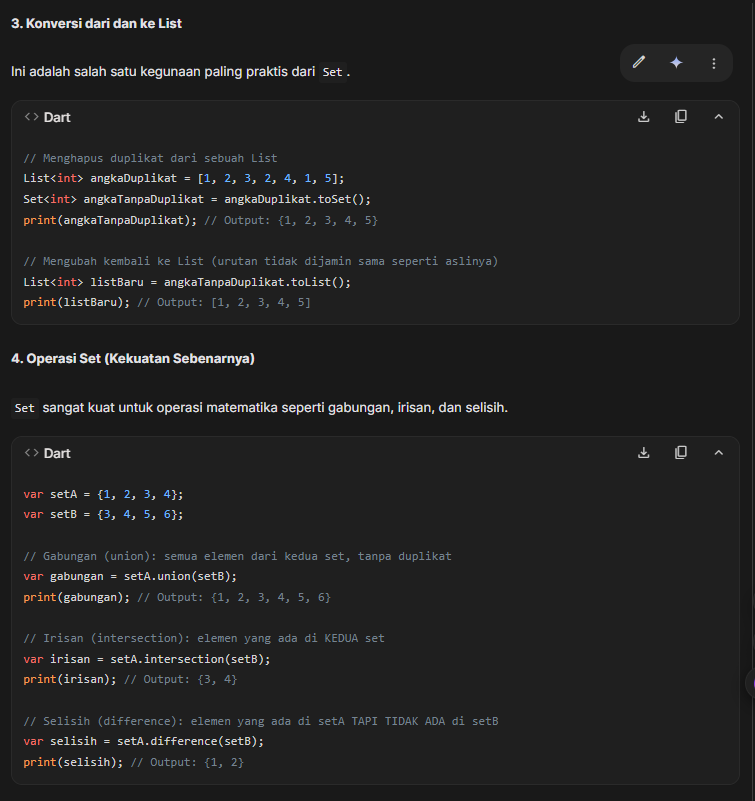 3. Konversi dari dan ke List
Ini adalah salah satu kegunaan paling praktis dari Set.
<> Dart
// Menghapus duplikat dari sebuah List
List<int> angkaDuplikat = [1, 2, 3, 2, 4, 1, 5];
Set<int> angkaTanpaDuplikat = angkaDuplikat.toSet();
print(angkaTanpaDuplikat); // Output: {1, 2, 3, 4, 5}
// Mengubah kembali ke List (urutan tidak dijamin sama seperti aslinya)
List<int> listBaru = angkaTanpaDuplikat.toList();
print(listBaru); // Output: [1, 2, 3, 4, 5]
4. Operasi Set (Kekuatan Sebenarnya)
Set sangat kuat untuk operasi matematika seperti gabungan, irisan, dan selisih.
<> Dart
var setA = {1, 2, 3, 4};
var setB = {3, 4, 5, 6};
// Gabungan (union): semua elemen dari kedua set, tanpa duplikat
var gabungan = setA.union(setB);
print(gabungan); // Output: {1, 2, 3, 4, 5, 6}
// Irisan (intersection): elemen yang ada di KEDUA set
var irisan = setA.intersection(setB);
print(irisan); // Output: {3, 4}
// Selisih (difference): elemen yang ada di setA TAPI TIDAK ADA di setB
var selisih = setA.difference(setB);
print(selisih); // Output: {1, 2}